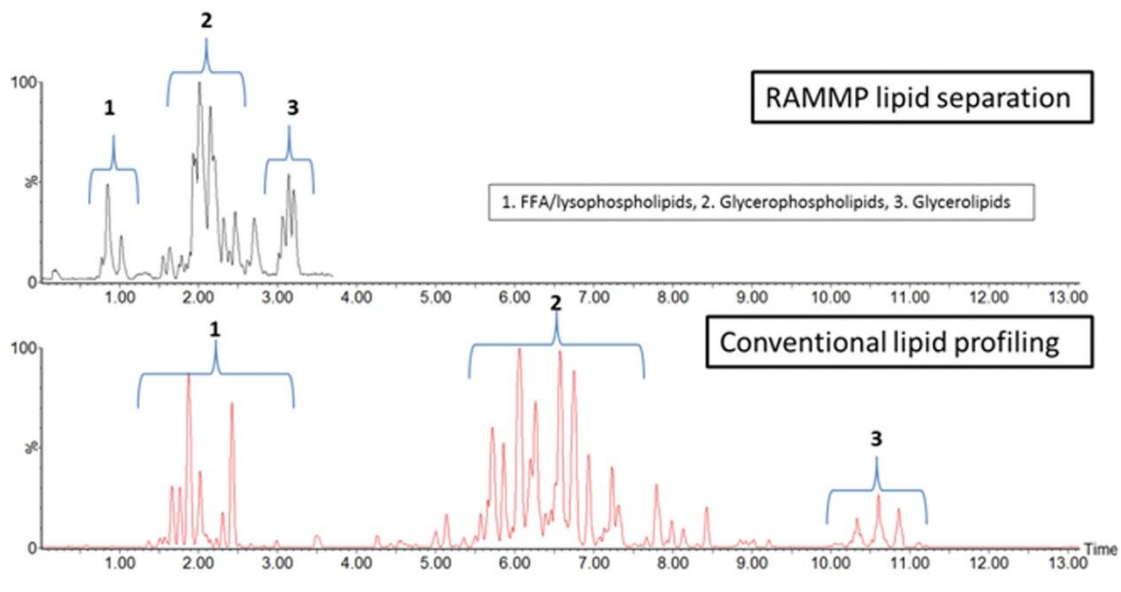 2
100
1
3
RAMMP lipid separation
%
1. FFA/lysophospholipids, 2. Glycerophospholipids, 3. Glycerolipids
0
1.00 2.00 3.00 4.00 5.00 6.00 7.00 8.00 9.00 10.00 11.00 12.00 13.00
2
1
Conventional lipid profiling
100
%
3
0
Time
1.00 2.00 3.00 4.00 5.00 6.00 7.00 8.00 9.00 10.00 11.00 12.00 13.00